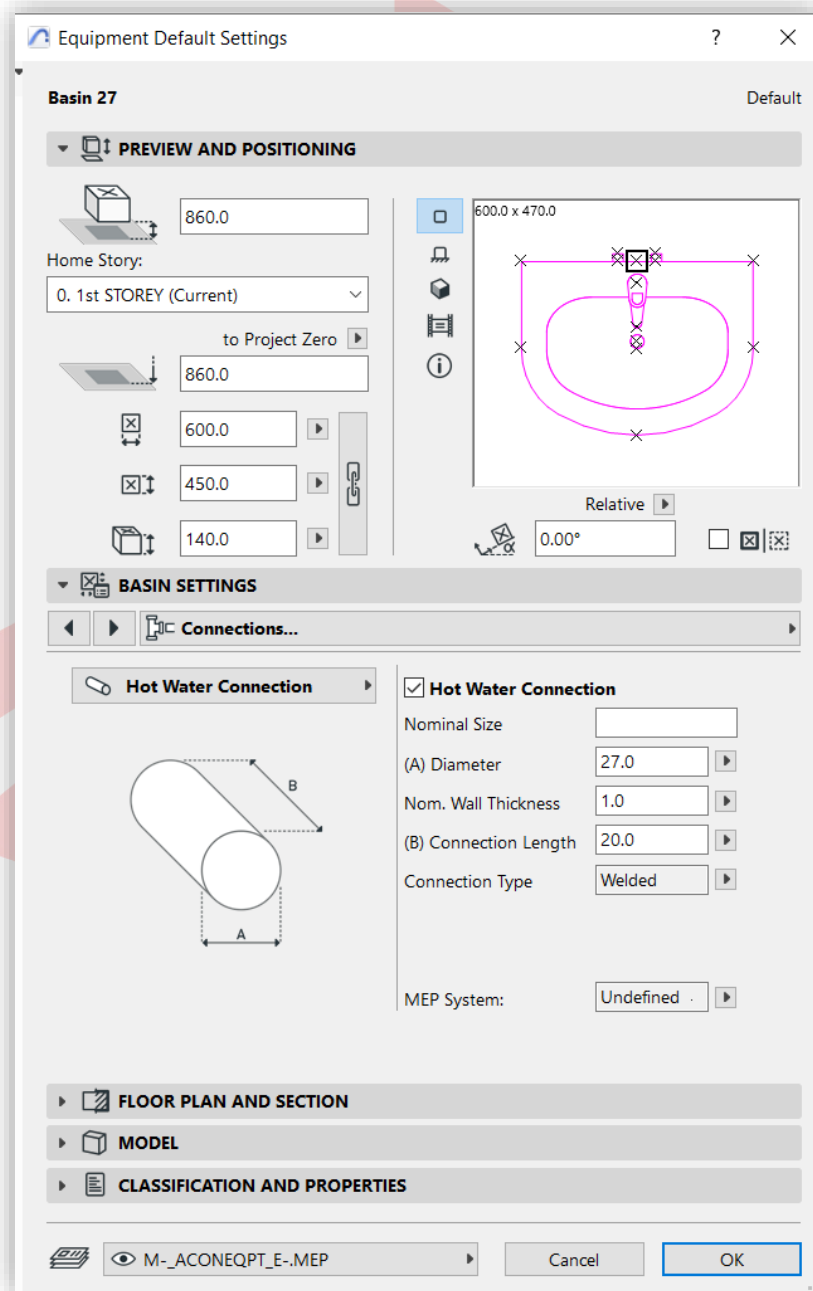 Equipment Default Settings ? ×
Basin 27 Default
PREVIEW AND POSITIONING
860.0
600.0 x 470.0
Home Story:
0. 1st STOREY (Current)
to Project Zero
860.0
600.0
450.0
Relative
140.0
α 0.00°
BASIN SETTINGS
Connections...
Hot Water Connection
Hot Water Connection
Nominal Size
(A) Diameter 27.0
Nom. Wall Thickness 1.0
(B) Connection Length 20.0
Connection Type Welded
B
A
MEP System: Undefined
FLOOR PLAN AND SECTION
MODEL
CLASSIFICATION AND PROPERTIES
M-_ACONEQPT_E-.MEP Cancel OK